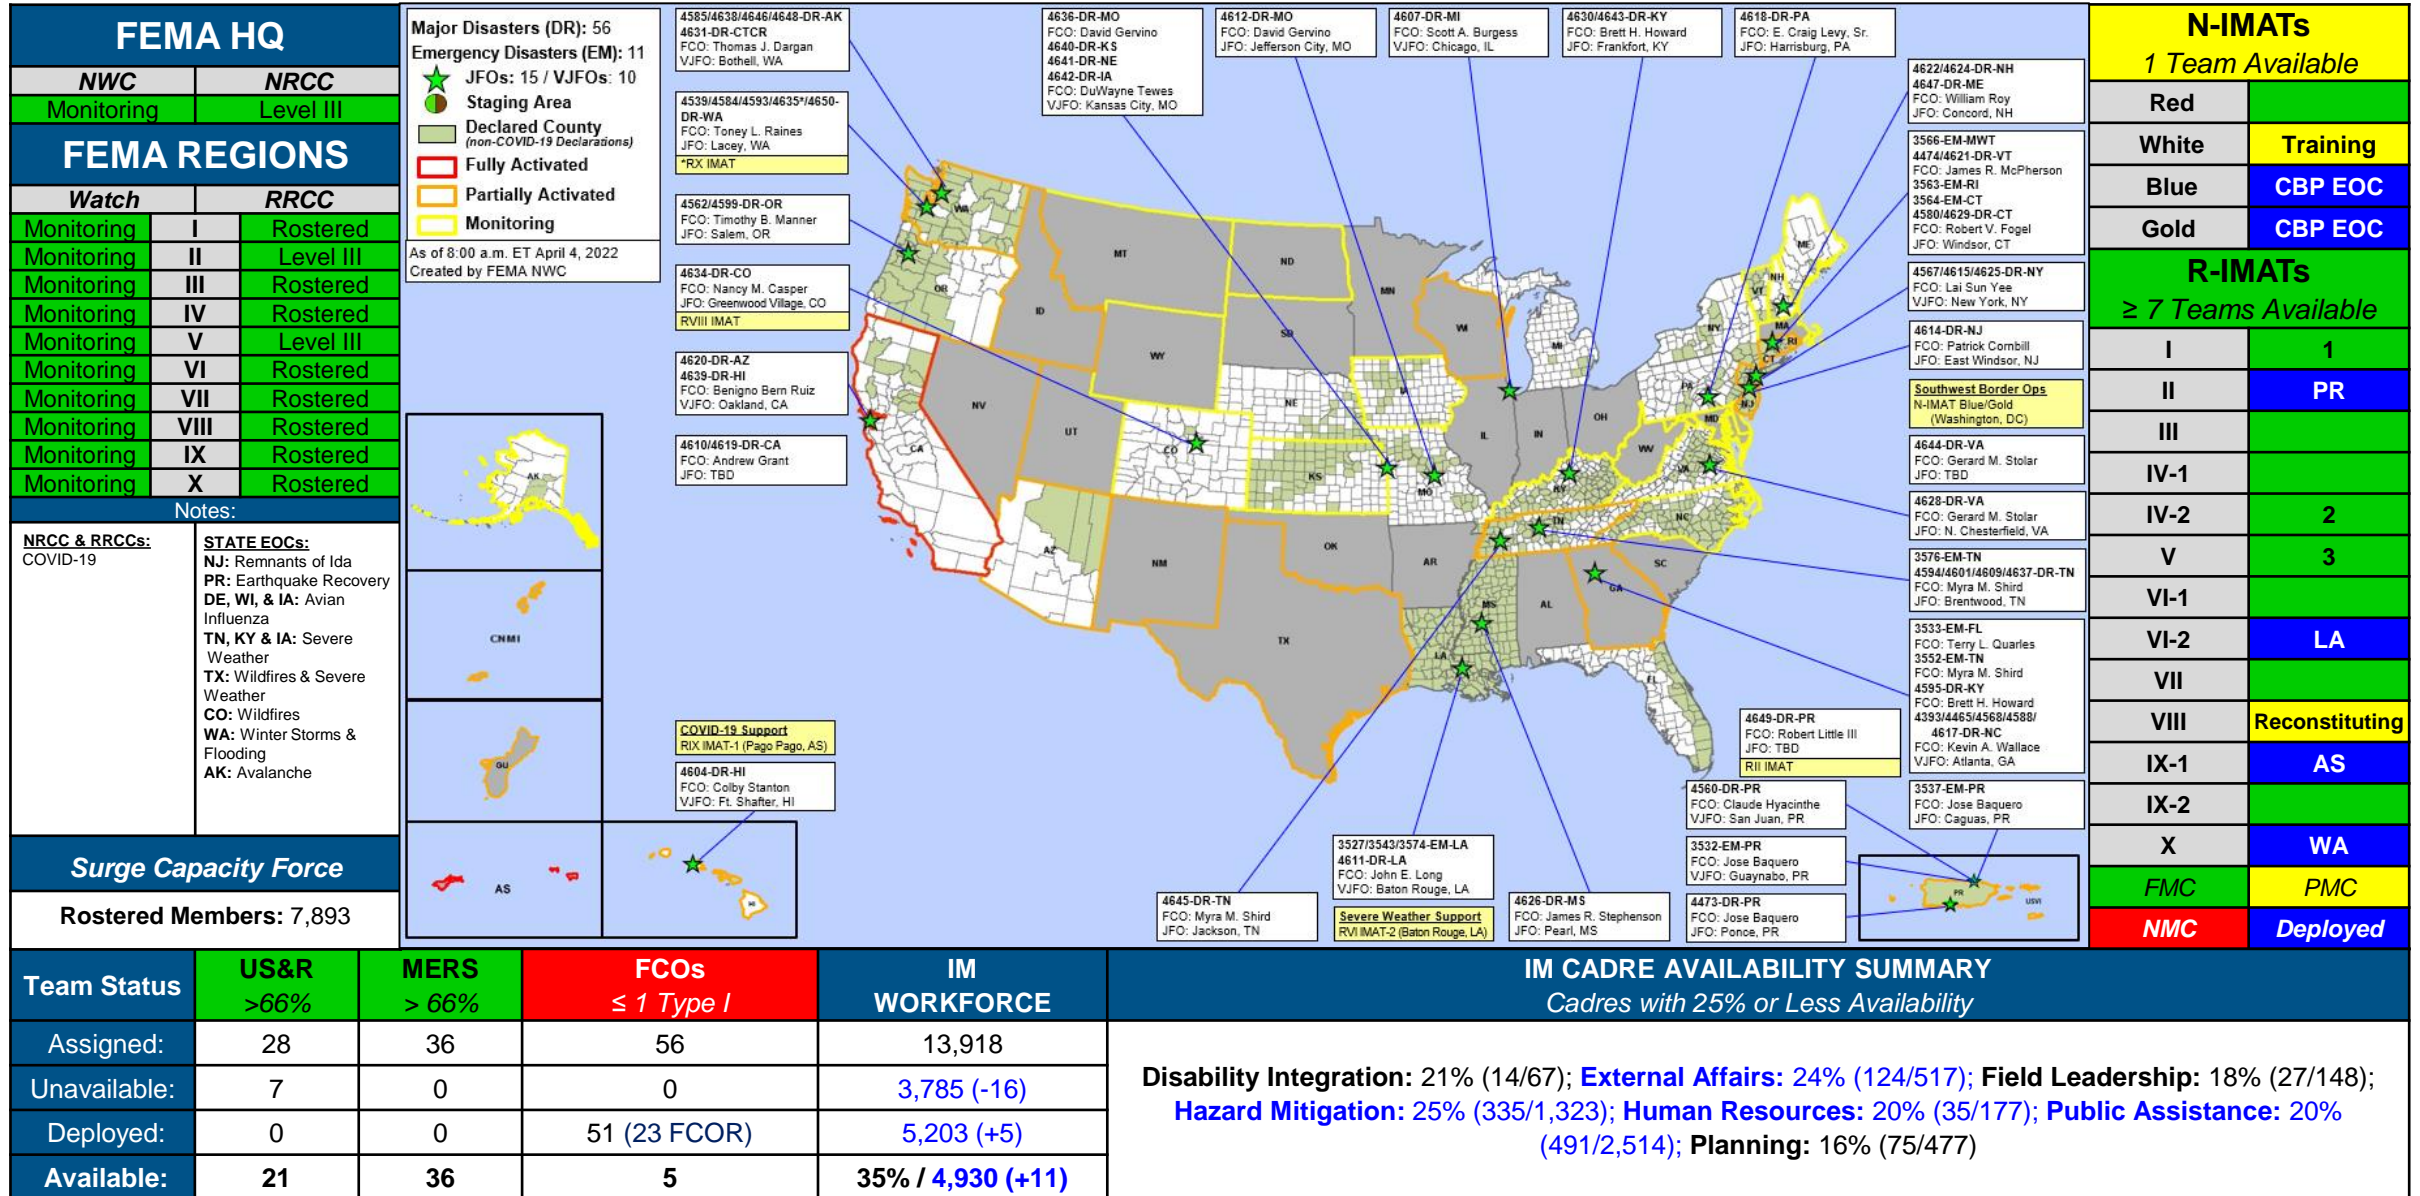 FEMA HQ
NWC NRCC
Monitoring Level III
FEMA REGIONS
Watch RRCC
Monitoring I Rostered
Monitoring II Level III
Monitoring III Rostered
Monitoring IV Rostered
Monitoring V Level III
Monitoring VI Rostered
Monitoring VII Rostered
Monitoring VIII Rostered
Monitoring IX Rostered
Monitoring X Rostered
Notes:
NRCC & RRCCs:
COVID-19
STATE EOCs:
NJ: Remnants of Ida
PR: Earthquake Recovery
DE, WI, & IA: Avian
Influenza
TN, KY & IA: Severe
Weather
TX: Wildfires & Severe
Weather
CO: Wildfires
WA: Winter Storms &
Flooding
AK: Avalanche
Surge Capacity Force
Rostered Members: 7,893
Major Disasters (DR): 56
Emergency Disasters (EM): 11
JFOs: 15 / VJFOs: 10
Staging Area
Declared County
(non-COVID-19 Declarations)
Fully Activated
Partially Activated
Monitoring
As of 8:00 a.m. ET April 4, 2022
Created by FEMA NWC
4585/4638/4646/4648-DR-AK
4631-DR-CTCR
FCO: Thomas J. Dargan
VJFO: Bothell, WA
4539/4584/4593/4635*/4650-
DR-WA
FCO: Toney L. Raines
JFO: Lacey, WA
*RX IMAT
4562/4599-DR-OR
FCO: Timothy B. Manner
JFO: Salem, OR
4634-DR-CO
FCO: Nancy M. Casper
JFO: Greenwood Village, CO
RVIII IMAT
4620-DR-AZ
4639-DR-HI
FCO: Benigno Bern Ruiz
VJFO: Oakland, CA
4610/4619-DR-CA
FCO: Andrew Grant
JFO: TBD
COVID-19 Support
RIX IMAT-1 (Pago Pago, AS)
4604-DR-HI
FCO: Colby Stanton
VJFO: Ft. Shafter, HI
4636-DR-MO
FCO: David Gervino
4640-DR-KS
4641-DR-NE
4642-DR-IA
FCO: DuWayne Tewes
VJFO: Kansas City, MO
4612-DR-MO
FCO: David Gervino
JFO: Jefferson City, MO
4607-DR-MI
FCO: Scott A. Burgess
VJFO: Chicago, IL
4630/4643-DR-KY
FCO: Brett H. Howard
JFO: Frankfort, KY
4618-DR-PA
FCO: E. Craig Levy, Sr.
JFO: Harrisburg, PA
4622/4624-DR-NH
4647-DR-ME
FCO: William Roy
JFO: Concord, NH
3566-EM-MWT
4474/4621-DR-VT
FCO: James R. McPherson
3563-EM-RI
3564-EM-CT
4580/4629-DR-CT
FCO: Robert V. Fogel
JFO: Windsor, CT
4567/4615/4625-DR-NY
FCO: Lai Sun Yee
VJFO: New York, NY
4614-DR-NJ
FCO: Patrick Cornbill
JFO: East Windsor, NJ
Southwest Border Ops
N-IMAT Blue/Gold
(Washington, DC)
4644-DR-VA
FCO: Gerard M. Stolar
JFO: TBD
4628-DR-VA
FCO: Gerard M. Stolar
JFO: N. Chesterfield, VA
3576-EM-TN
4594/4601/4609/4637-DR-TN
FCO: Myra M. Shird
JFO: Brentwood, TN
3533-EM-FL
FCO: Terry L. Quarles
3552-EM-TN
FCO: Myra M. Shird
4595-DR-KY
FCO: Brett H. Howard
4393/4465/4568/4588/
4617-DR-NC
FCO: Kevin A. Wallace
VJFO: Atlanta, GA
4649-DR-PR
FCO: Robert Little III
JFO: TBD
RII IMAT
4560-DR-PR
FCO: Claude Hyacinthe
VJFO: San Juan, PR
3537-EM-PR
FCO: Jose Baquero
JFO: Caguas, PR
3532-EM-PR
FCO: Jose Baquero
VJFO: Guaynabo, PR
4473-DR-PR
FCO: Jose Baquero
JFO: Ponce, PR
4645-DR-TN
FCO: Myra M. Shird
JFO: Jackson, TN
3527/3543/3574-EM-LA
4611-DR-LA
FCO: John E. Long
VJFO: Baton Rouge, LA
Severe Weather Support
RVI IMAT-2 (Baton Rouge, LA)
4626-DR-MS
FCO: James R. Stephenson
JFO: Pearl, MS
WA
MT
ND
MN
OR
ID
SD
WI
MI
WY
NE
IA
NV
UT
CO
KS
MO
IL
IN
OH
KY
WV
VA
MD
PA
NJ
NY
CT
RI
MA
VT
NH
ME
CA
AZ
NM
OK
AR
TN
NC
SC
GA
AL
MS
LA
TX
FL
AK
CNMI
GU
AS
HI
PR
USVI
N-IMATs
1 Team Available
Red
White Training
Blue CBP EOC
Gold CBP EOC
R-IMATs
≥ 7 Teams Available
I 1
II PR
III
IV-1
IV-2 2
V 3
VI-1
VI-2 LA
VII
VIII Reconstituting
IX-1 AS
IX-2
X WA
FMC PMC
NMC Deployed
Team Status US&R >66% MERS > 66% FCOs ≤ 1 Type I IM WORKFORCE
Assigned: 28 36 56 13,918
Unavailable: 7 0 0 3,785 (-16)
Deployed: 0 0 51 (23 FCOR) 5,203 (+5)
Available: 21 36 5 35% / 4,930 (+11)
IM CADRE AVAILABILITY SUMMARY
Cadres with 25% or Less Availability
Disability Integration: 21% (14/67); External Affairs: 24% (124/517); Field Leadership: 18% (27/148);
Hazard Mitigation: 25% (335/1,323); Human Resources: 20% (35/177); Public Assistance: 20%
(491/2,514); Planning: 16% (75/477)